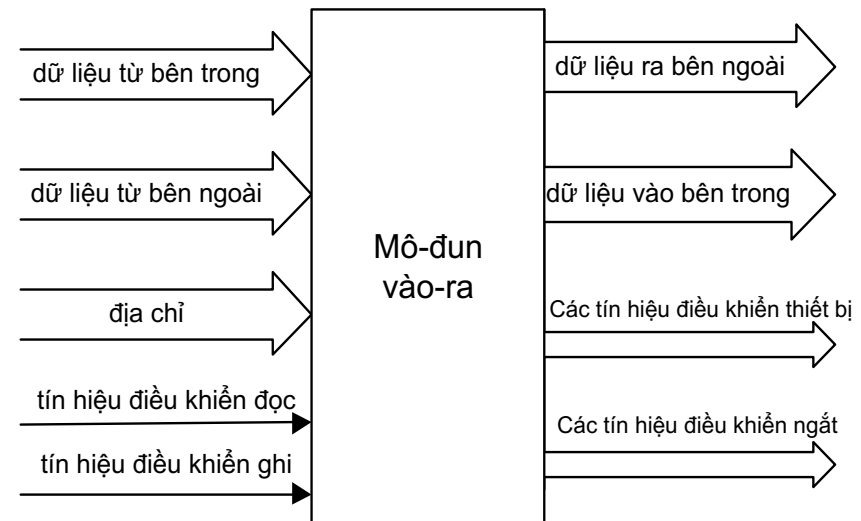 dữ liệu từ bên trong
dữ liệu từ bên ngoài
địa chỉ
tín hiệu điều khiển đọc
tín hiệu điều khiển ghi
Mô-đun
vào-ra
dữ liệu ra bên ngoài
dữ liệu vào bên trong
Các tín hiệu điều khiển thiết bị
Các tín hiệu điều khiển ngắt